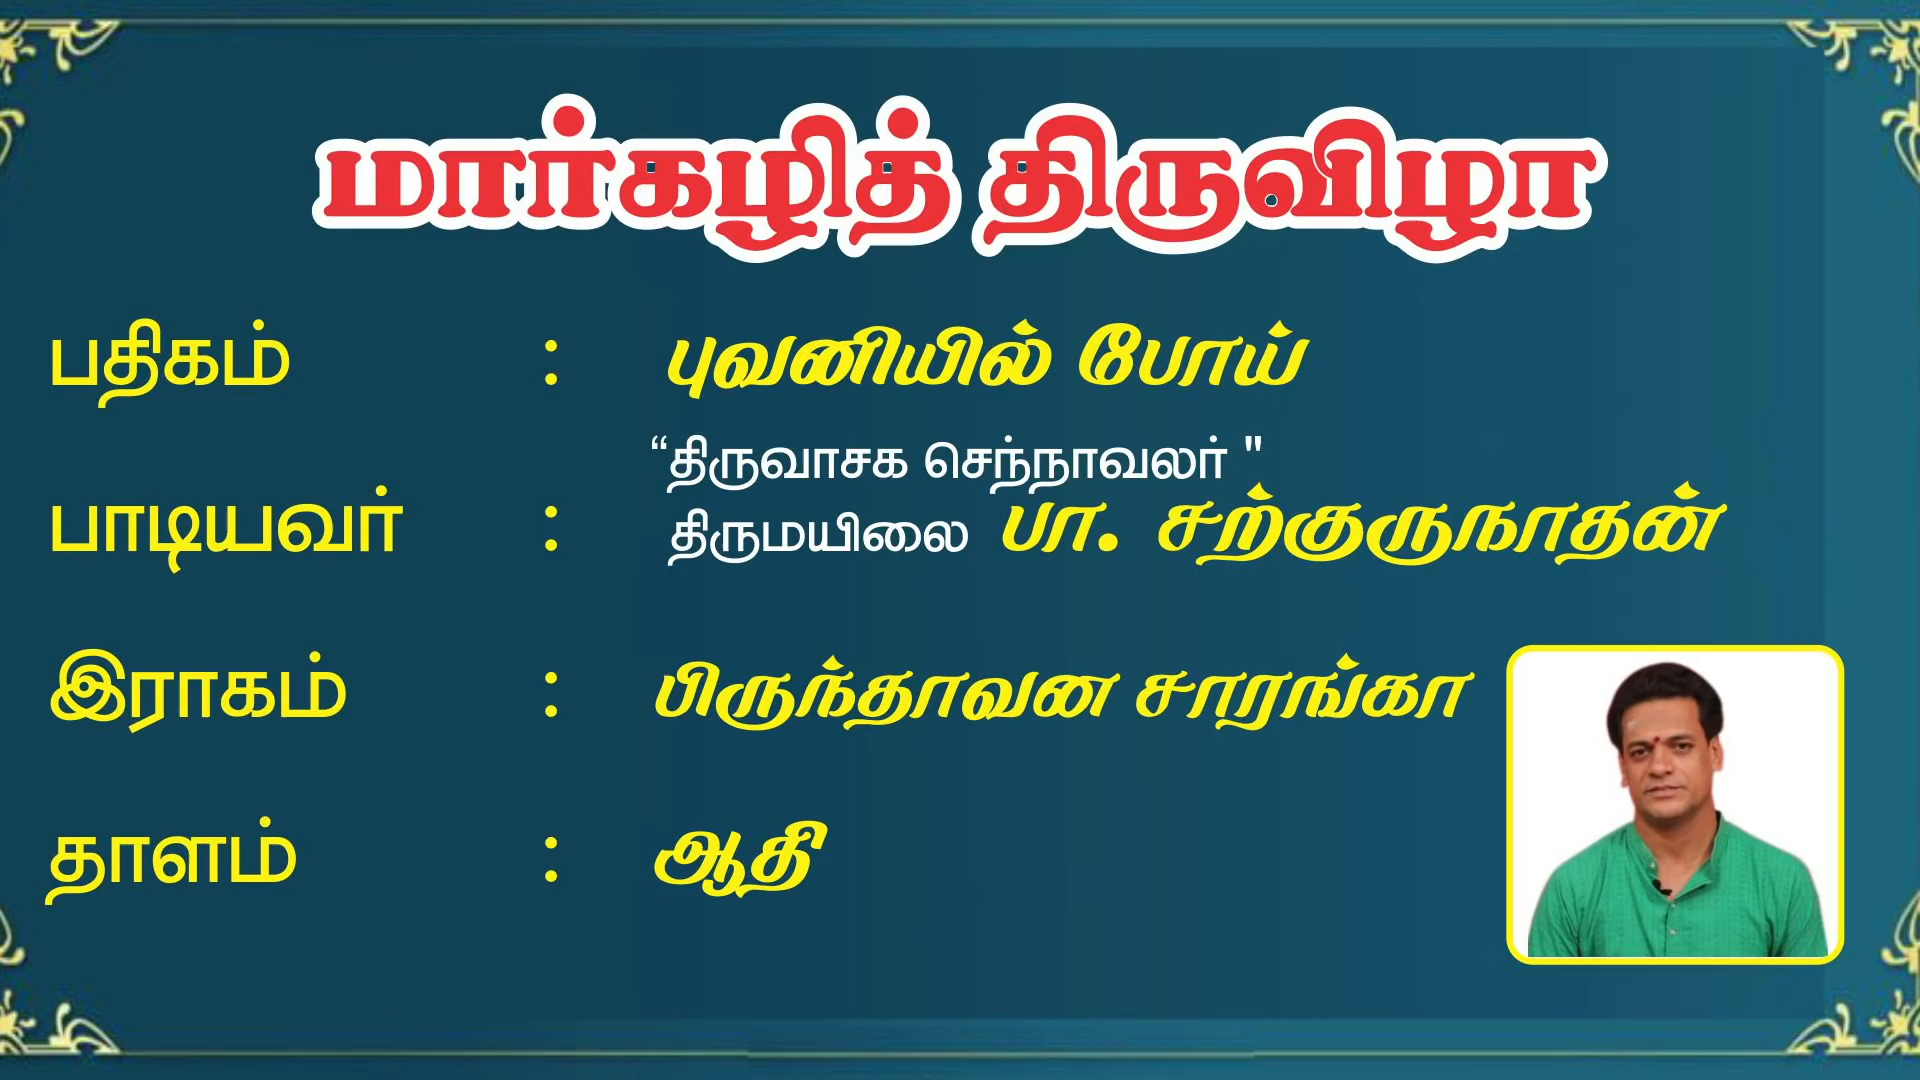 மார்கழித் திருவிழா
பதிகம் : புவனியில் போய்
“திருவாசக செந்நாவலர் "
பாடியவர் : திருமயிலை பா. சற்குருநாதன்
இராகம் : பிருந்தாவன சாரங்கா
தாளம் : ஆதி